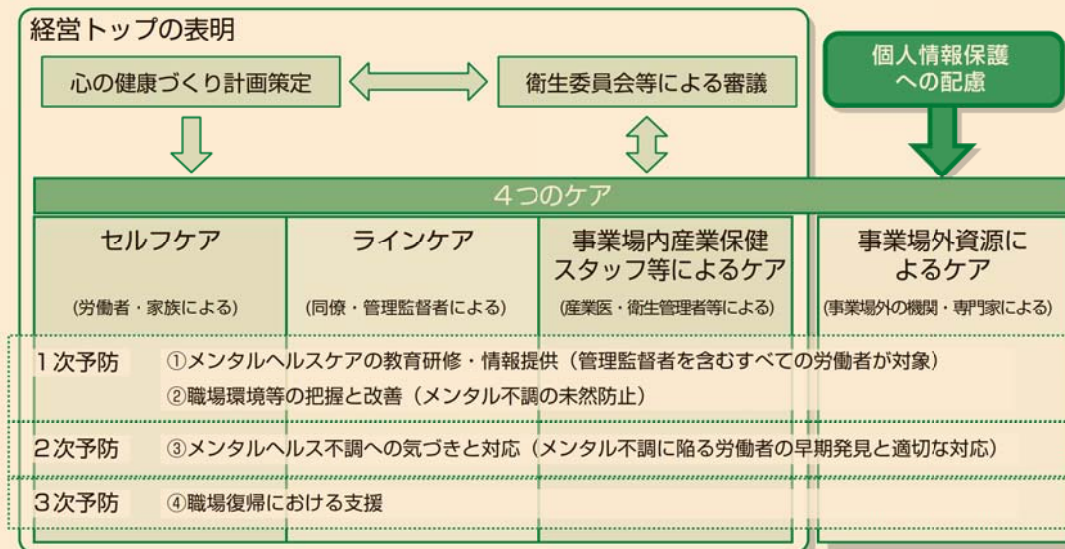 経営トップの表明
心の健康づくり計画策定
衛生委員会等による審議
個人情報保護
への配慮
4つのケア
セルフケア
(労働者・家族による)
ラインケア
(同僚・管理監督者による)
事業場内産業保健
スタッフ等によるケア
(産業医・衛生管理者等による)
事業場外資源に
よるケア
(事業場外の機関・専門家による)
1次予防 ①メンタルヘルスケアの教育研修・情報提供（管理監督者を含むすべての労働者が対象）
②職場環境等の把握と改善（メンタル不調の未然防止）
2次予防 ③メンタルヘルス不調への気づきと対応（メンタル不調に陥る労働者の早期発見と適切な対応）
3次予防 ④職場復帰における支援